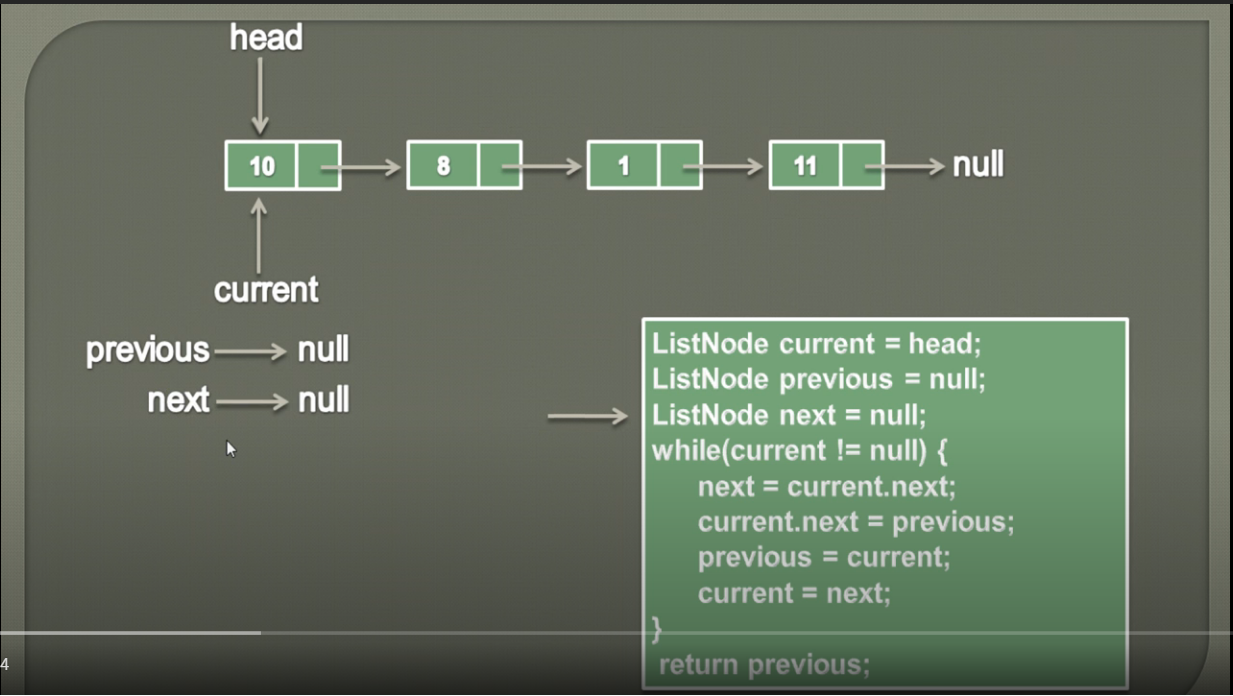 head
10 8 1 11 null
current
previous null
next null
ListNode current = head;
ListNode previous = null;
ListNode next = null;
while(current != null) {
next = current.next;
current.next = previous;
previous = current;
current = next;
}
return previous;
4